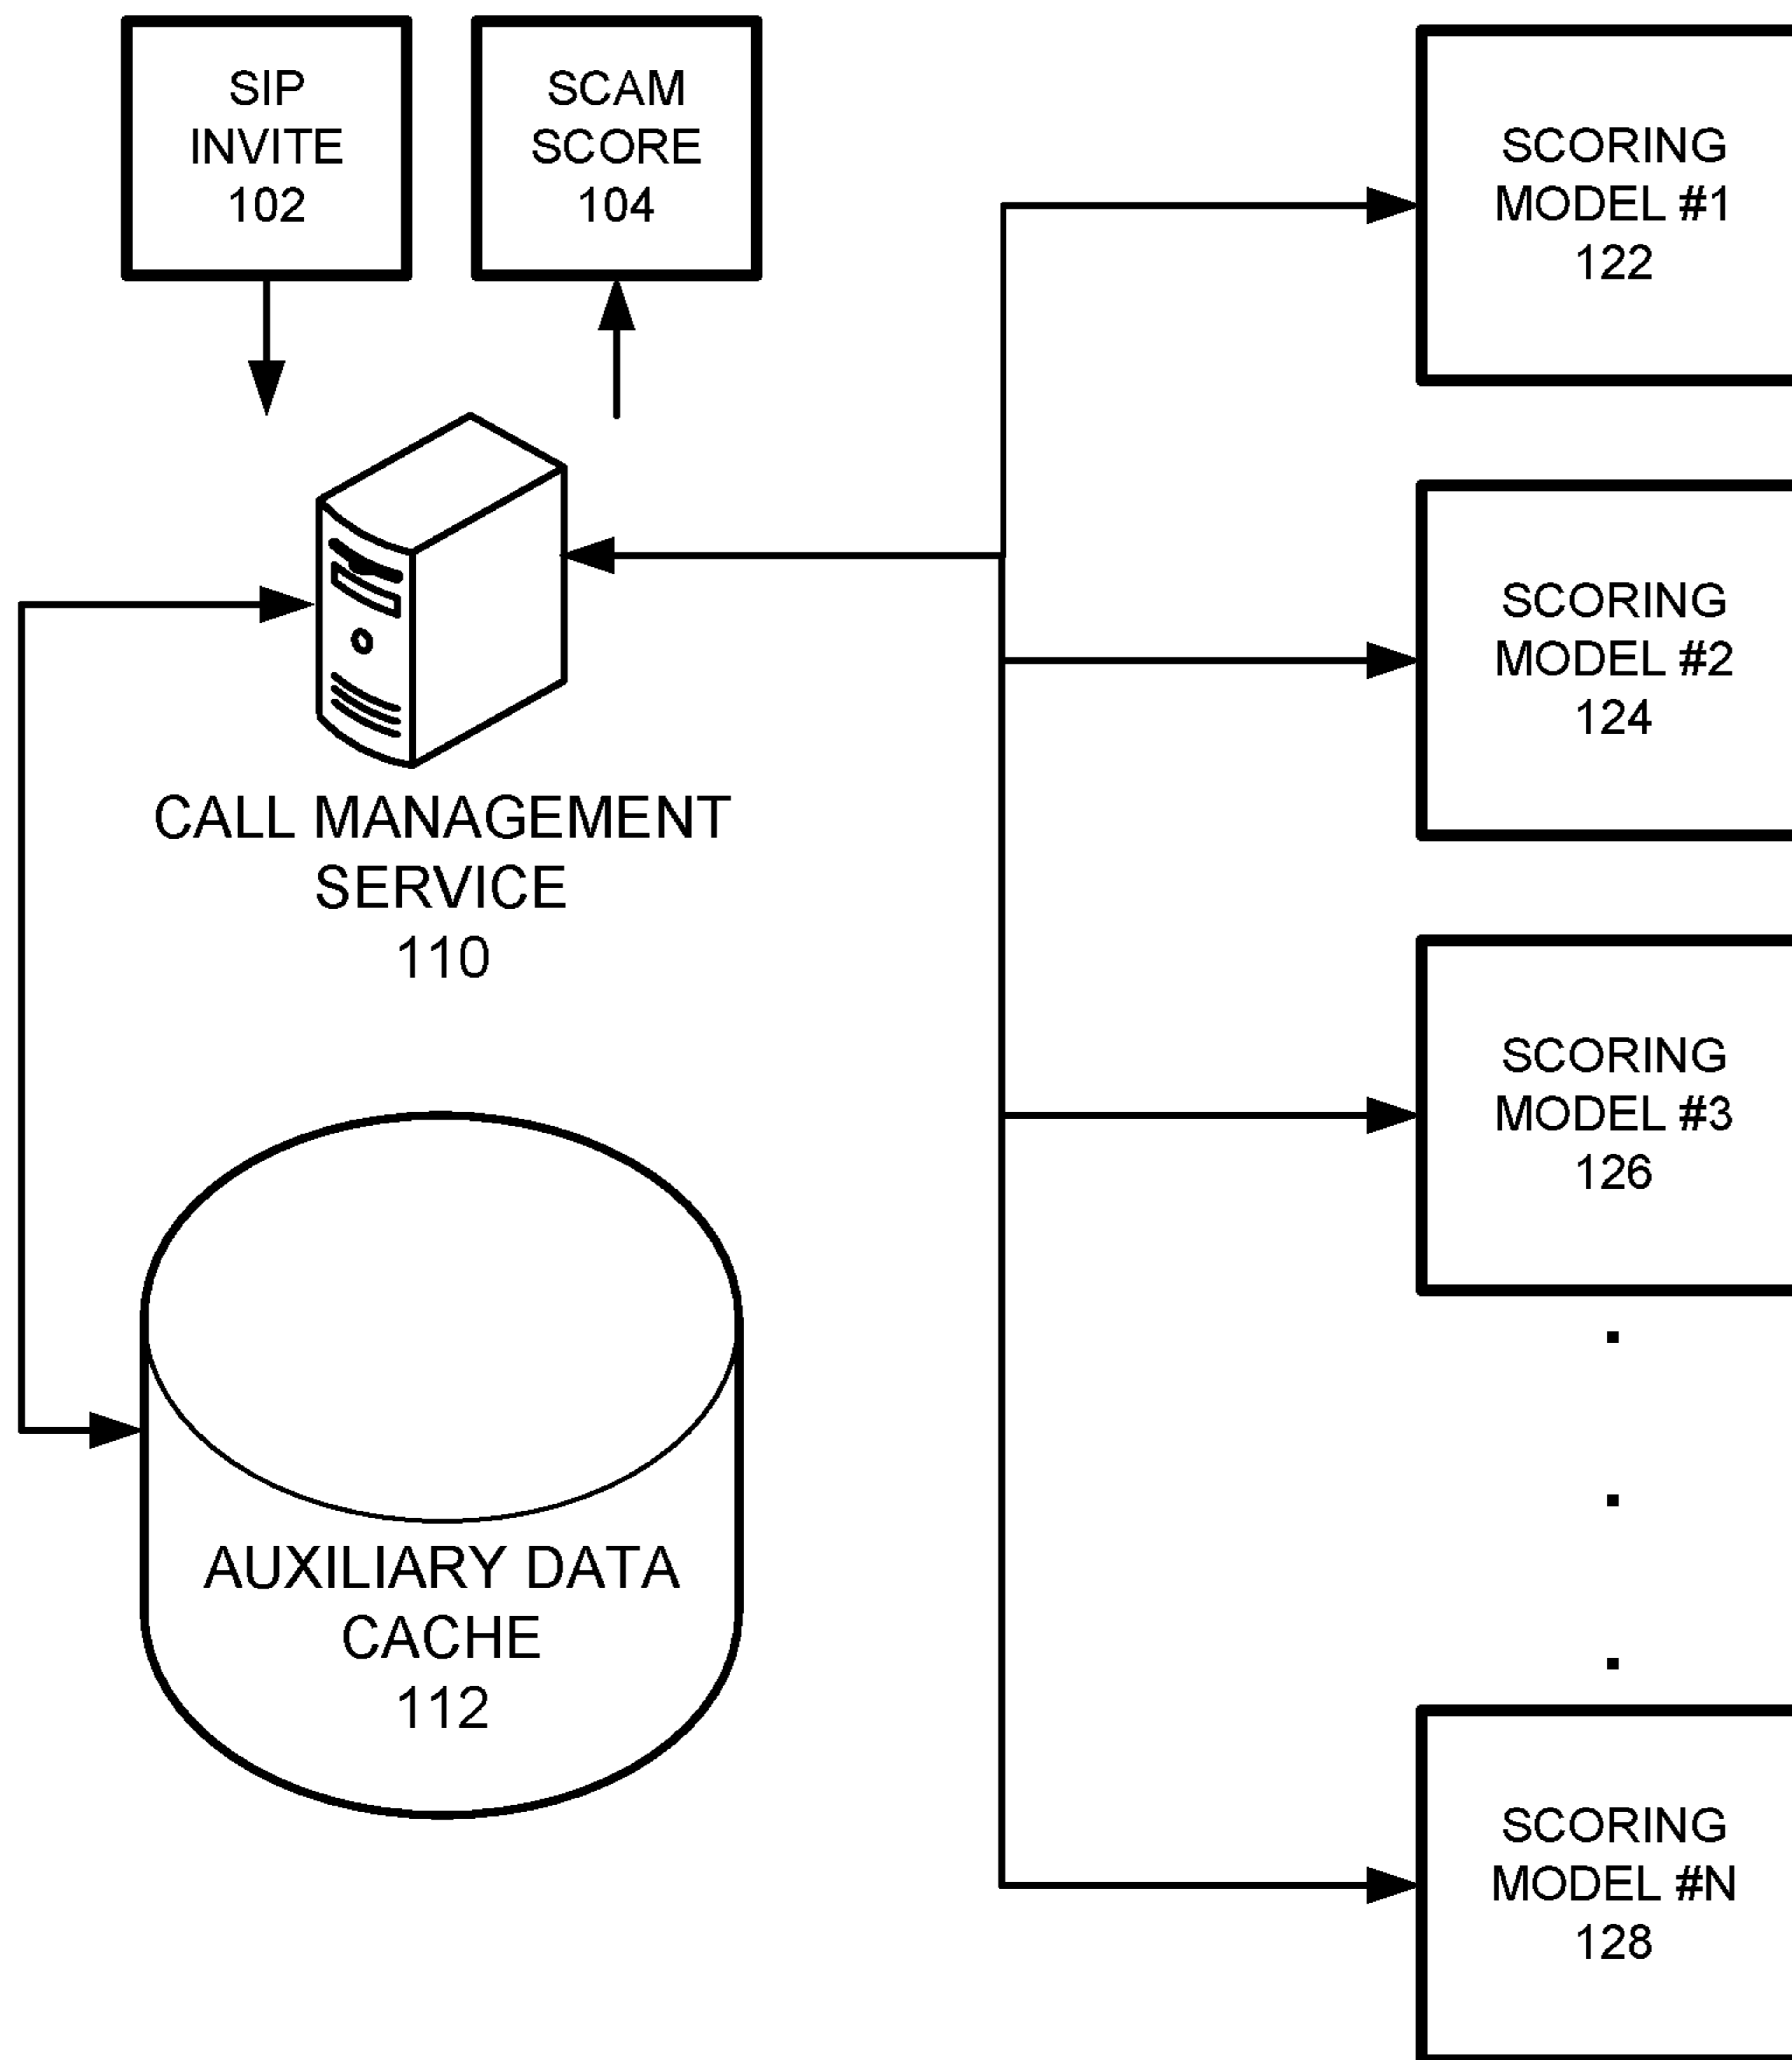 SIP
INVITE
102
SCAM
SCORE
104
CALL MANAGEMENT
SERVICE
110
AUXILIARY DATA
CACHE
112
SCORING
MODEL #1
122
SCORING
MODEL #2
124
SCORING
MODEL #3
126
SCORING
MODEL #N
128